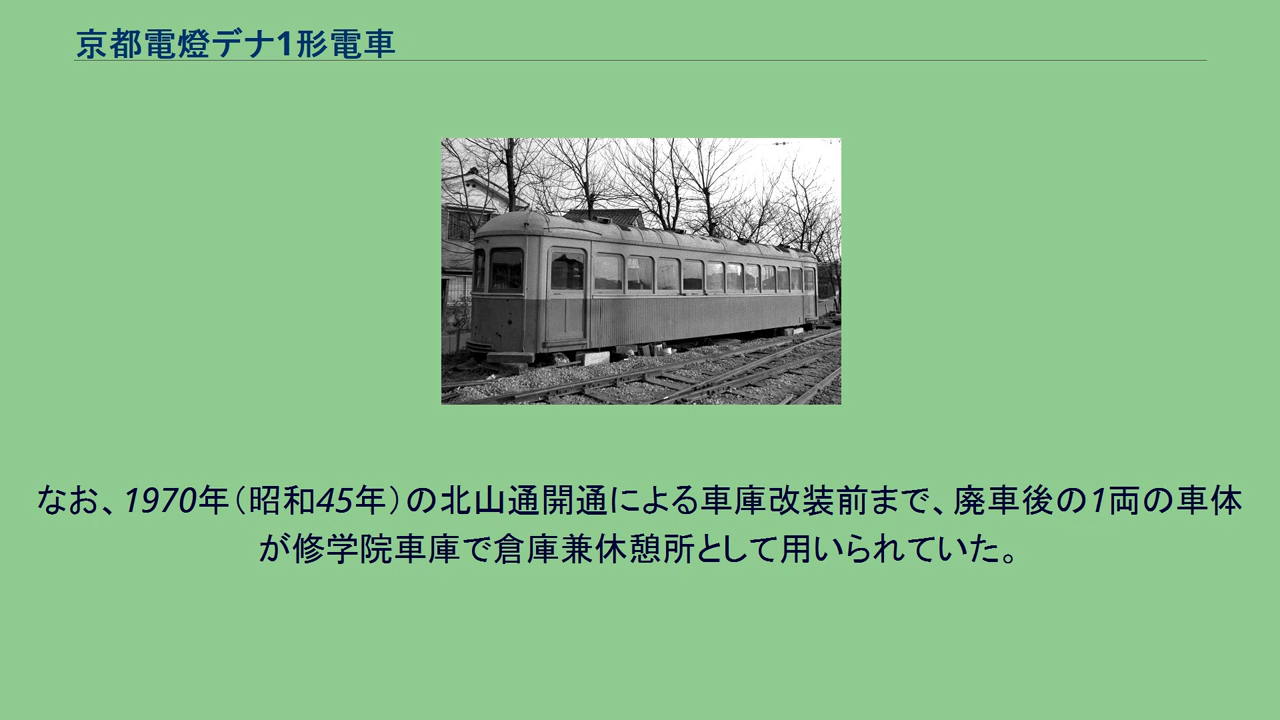 京都電燈デナ1形電車
なお、1970年（昭和45年）の北山通開通による車庫改装前まで、廃車後の1両の車体
が修学院車庫で倉庫兼休憩所として用いられていた。